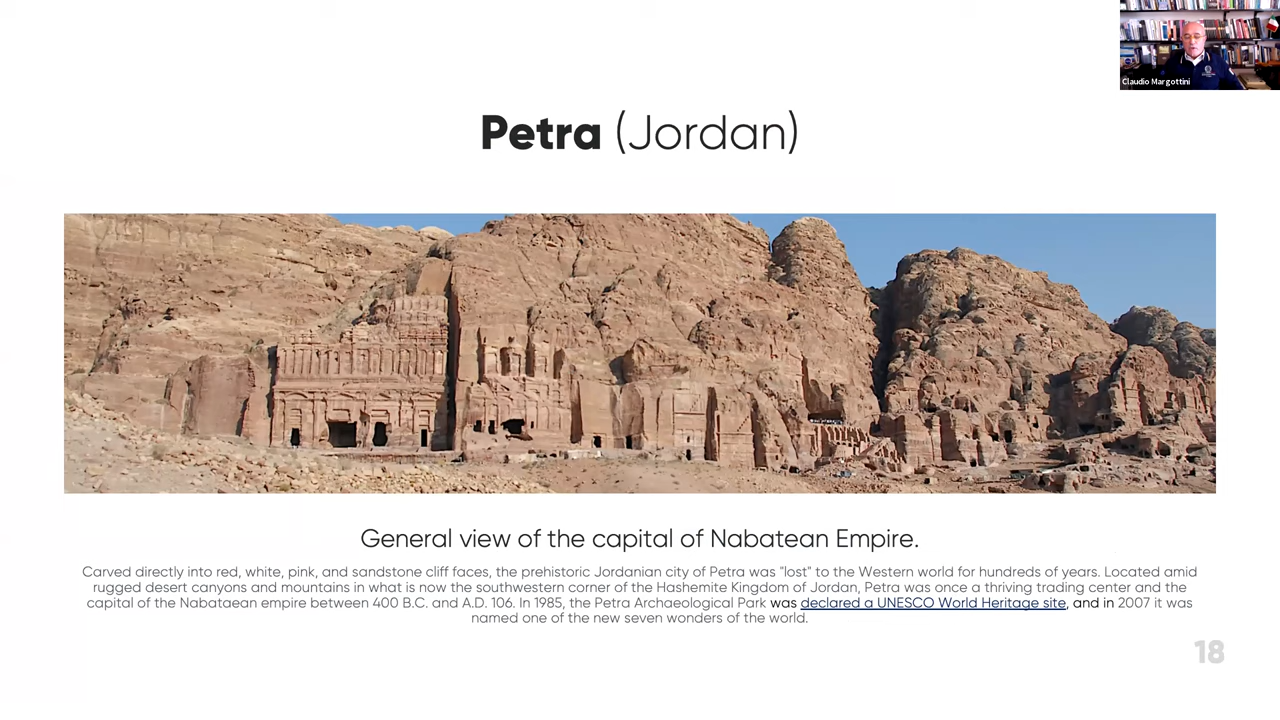 Claudio Margottini
Petra (Jordan)
General view of the capital of Nabatean Empire.
Carved directly into red, white, pink, and sandstone cliff faces, the prehistoric Jordanian city of Petra was "lost" to the Western world for hundreds of years. Located amid
rugged desert canyons and mountains in what is now the southwestern corner of the Hashemite Kingdom of Jordan, Petra was once a thriving trading center and the
capital of the Nabataean empire between 400 B.C. and A.D. 106. In 1985, the Petra Archaeological Park was declared a UNESCO World Heritage site, and in 2007 it was
named one of the new seven wonders of the world.
18